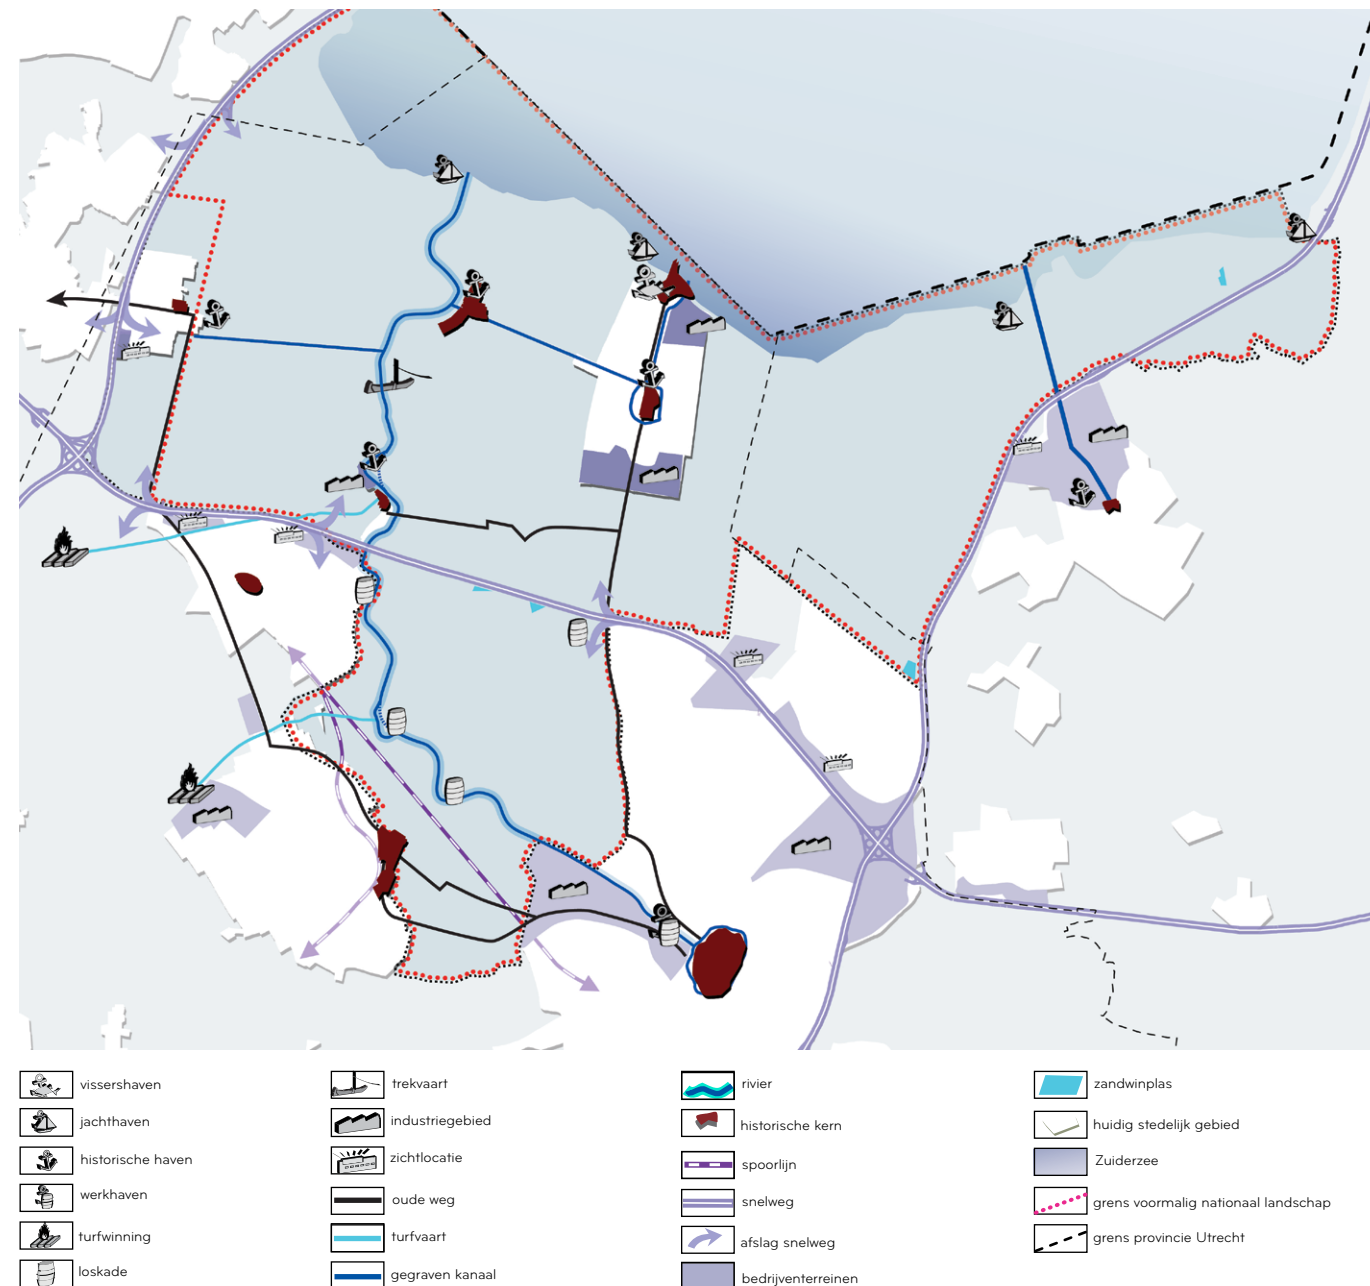 vissershaven
jachthaven
historische haven
werkhaven
turfwinning
loskade
trekvaart
industriegebied
zichtlocatie
oude weg
turfvaart
gegraven kanaal
rivier
historische kern
spoorlijn
snelweg
afslag snelweg
bedrijventerreinen
zandwinplas
huidig stedelijk gebied
Zuiderzee
grens voormalig nationaal landschap
grens provincie Utrecht